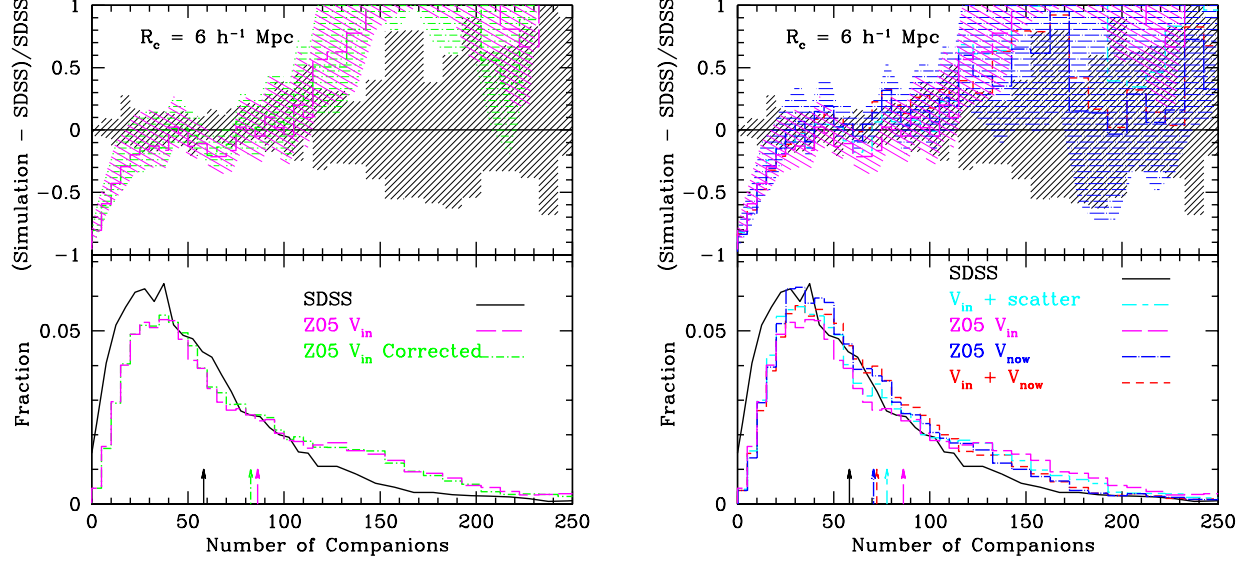 (Simulation - SDSS)/SDSS
1
0.5
0
-0.5
-1
R_c = 6 h⁻¹ Mpc
Fraction
0.05
0
SDSS
Z05 V_in
Z05 V_in Corrected
0 50 100 150 200 250
Number of Companions
(Simulation - SDSS)/SDSS
1
0.5
0
-0.5
-1
R_c = 6 h⁻¹ Mpc
Fraction
0.05
0
SDSS
V_in + scatter
Z05 V_in
Z05 V_now
V_in + V_now
0 50 100 150 200 250
Number of Companions